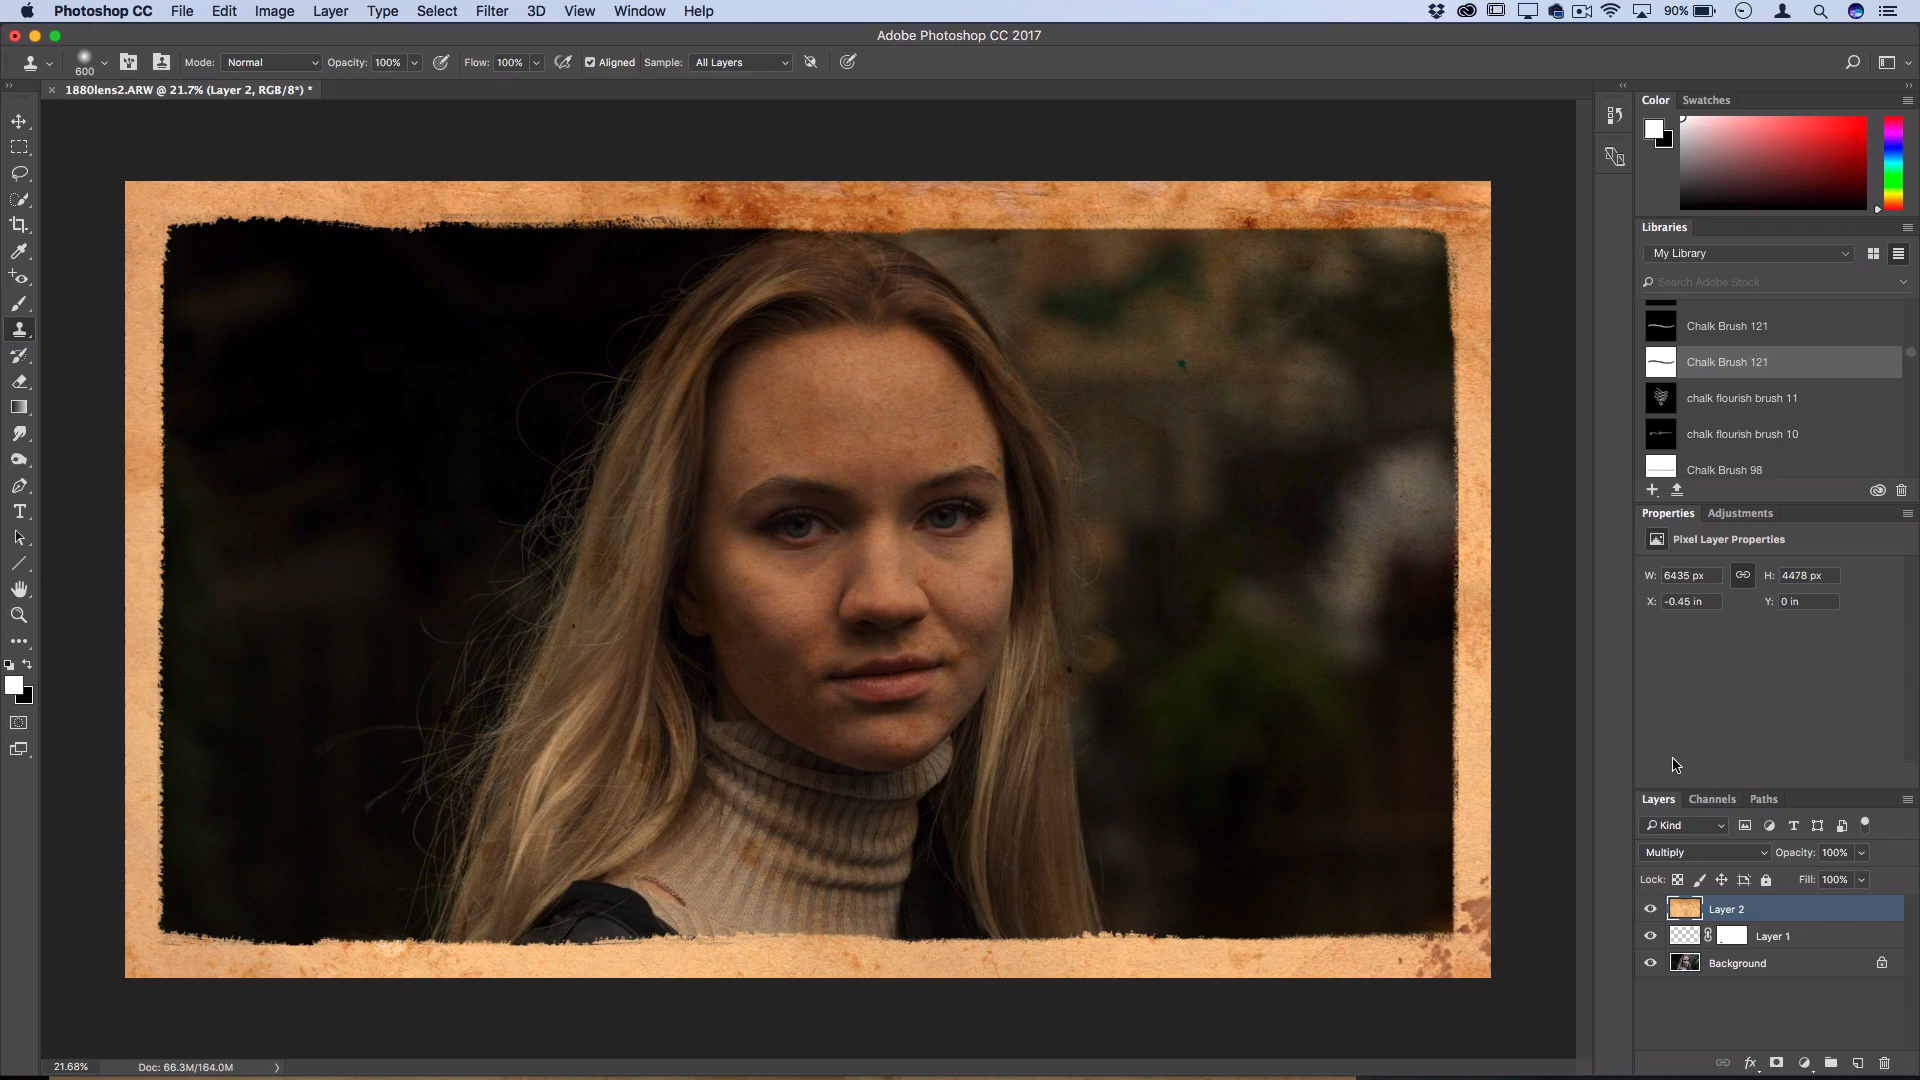 Photoshop CC File Edit Image Layer Type Select Filter 3D View Window Help 90%
Adobe Photoshop CC 2017
600 Mode: Normal Opacity: 100% Flow: 100% Aligned Sample: All Layers
1880lens2.ARW @ 21.7% (Layer 2, RGB/8*) *
Color Swatches
Libraries
My Library
Search Adobe Stock
Chalk Brush 121
Chalk Brush 121
chalk flourish brush 11
chalk flourish brush 10
Chalk Brush 98
Properties Adjustments
Pixel Layer Properties
W: 6435 px H: 4478 px
X: -0.45 in Y: 0 in
Layers Channels Paths
Kind
Multiply Opacity: 100%
Lock: Fill: 100%
Layer 2
Layer 1
Background
21.68% Doc: 66.3M/164.0M